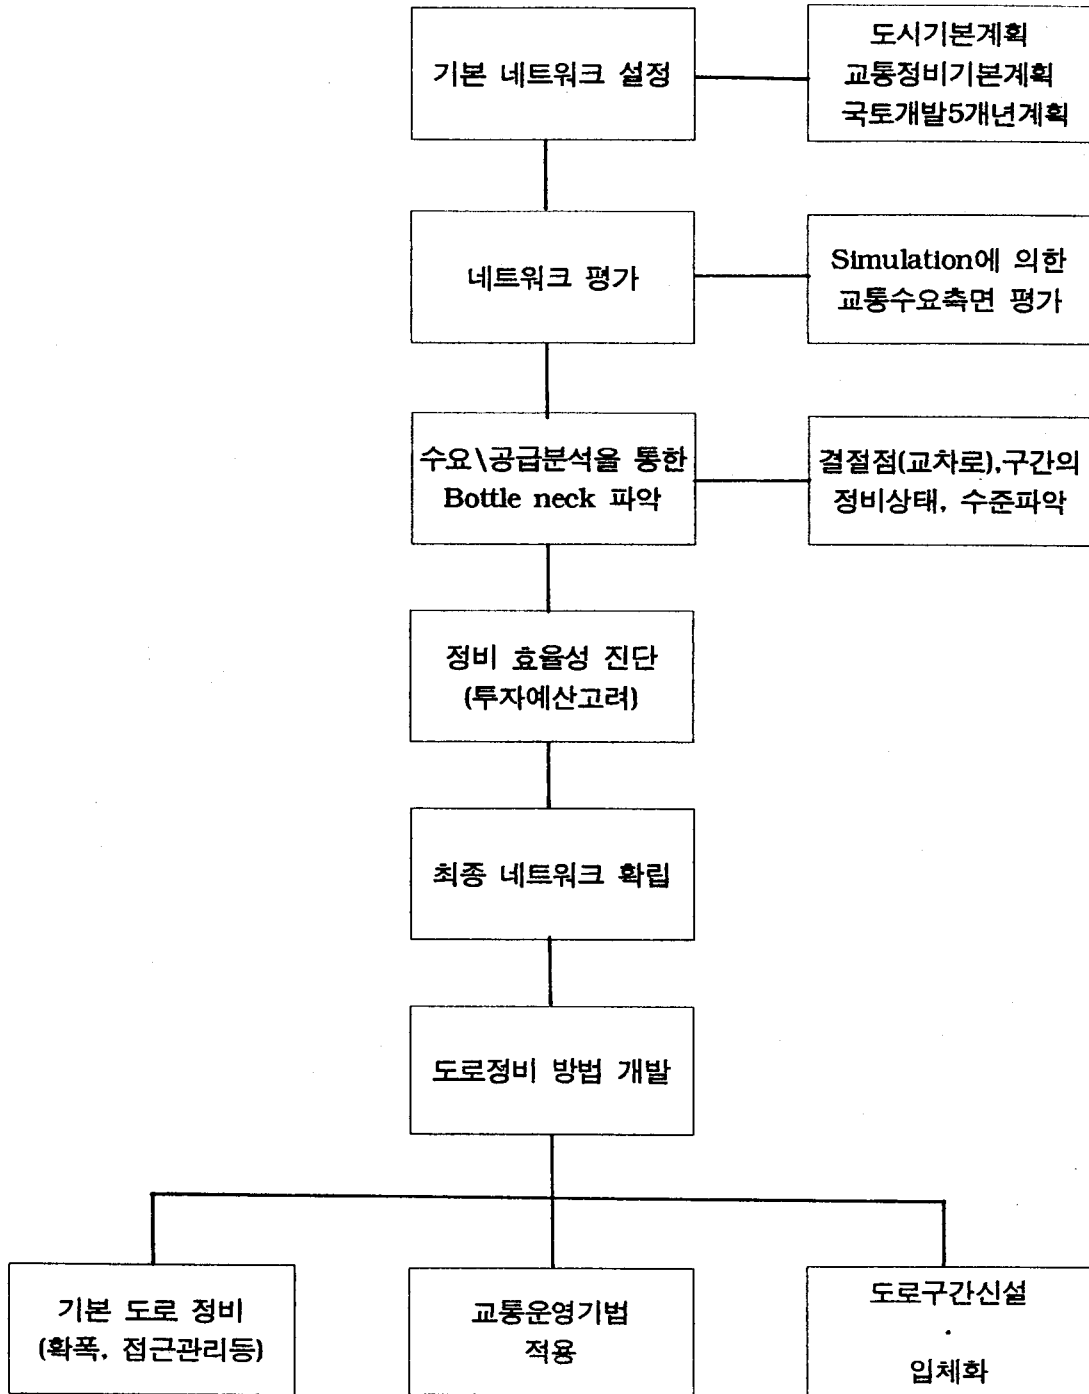 기본 네트워크 설정
도시기본계획
교통정비기본계획
국토개발5개년계획
네트워크 평가
Simulation에 의한
교통수요측면 평가
수요\공급분석을 통한
Bottle neck 파악
결절점(교차로),구간의
정비상태, 수준파악
정비 효율성 진단
(투자예산고려)
최종 네트워크 확립
도로정비 방법 개발
기본 도로 정비
(확폭, 접근관리등)
교통운영기법
적용
도로구간신설
·
입체화